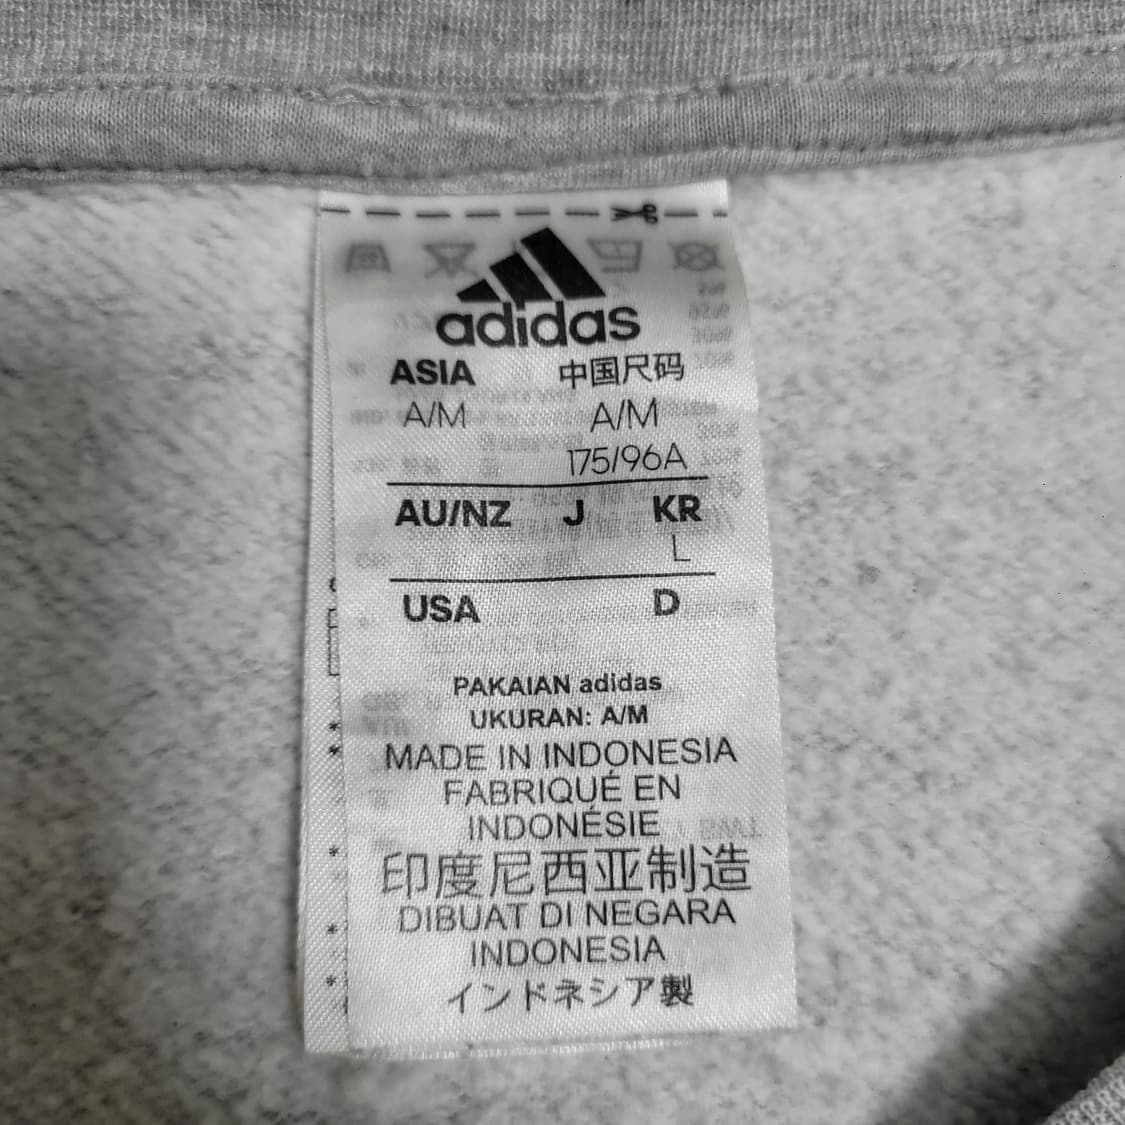 adidas
ASIA 中国尺码
A/M A/M
175/96A
AU/NZ J KR
L
USA D
PAKAIAN adidas
UKURAN: A/M
MADE IN INDONESIA
FABRIQUÉ EN
INDONÉSIE
印度尼西亚制造
DIBUAT DI NEGARA
INDONESIA
インドネシア製